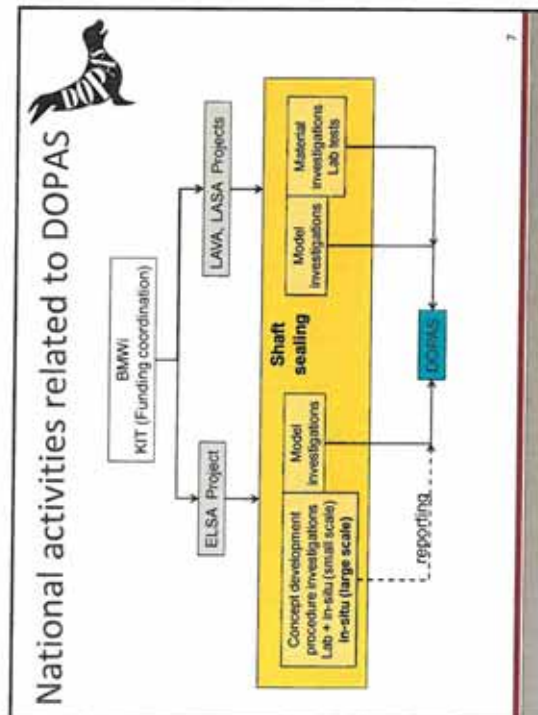 National activities related to DOPAS
DOPAS
BMWi
KIT (Funding coordination)
ELSA Project
LAVA, LASA Projects
Shaft
sealing
Concept development
procedure investigations
Lab + in-situ (small scale)
in-situ (large scale)
Model
investigations
Model
investigations
Material
investigations
Lab tests
reporting
DOPAS
7